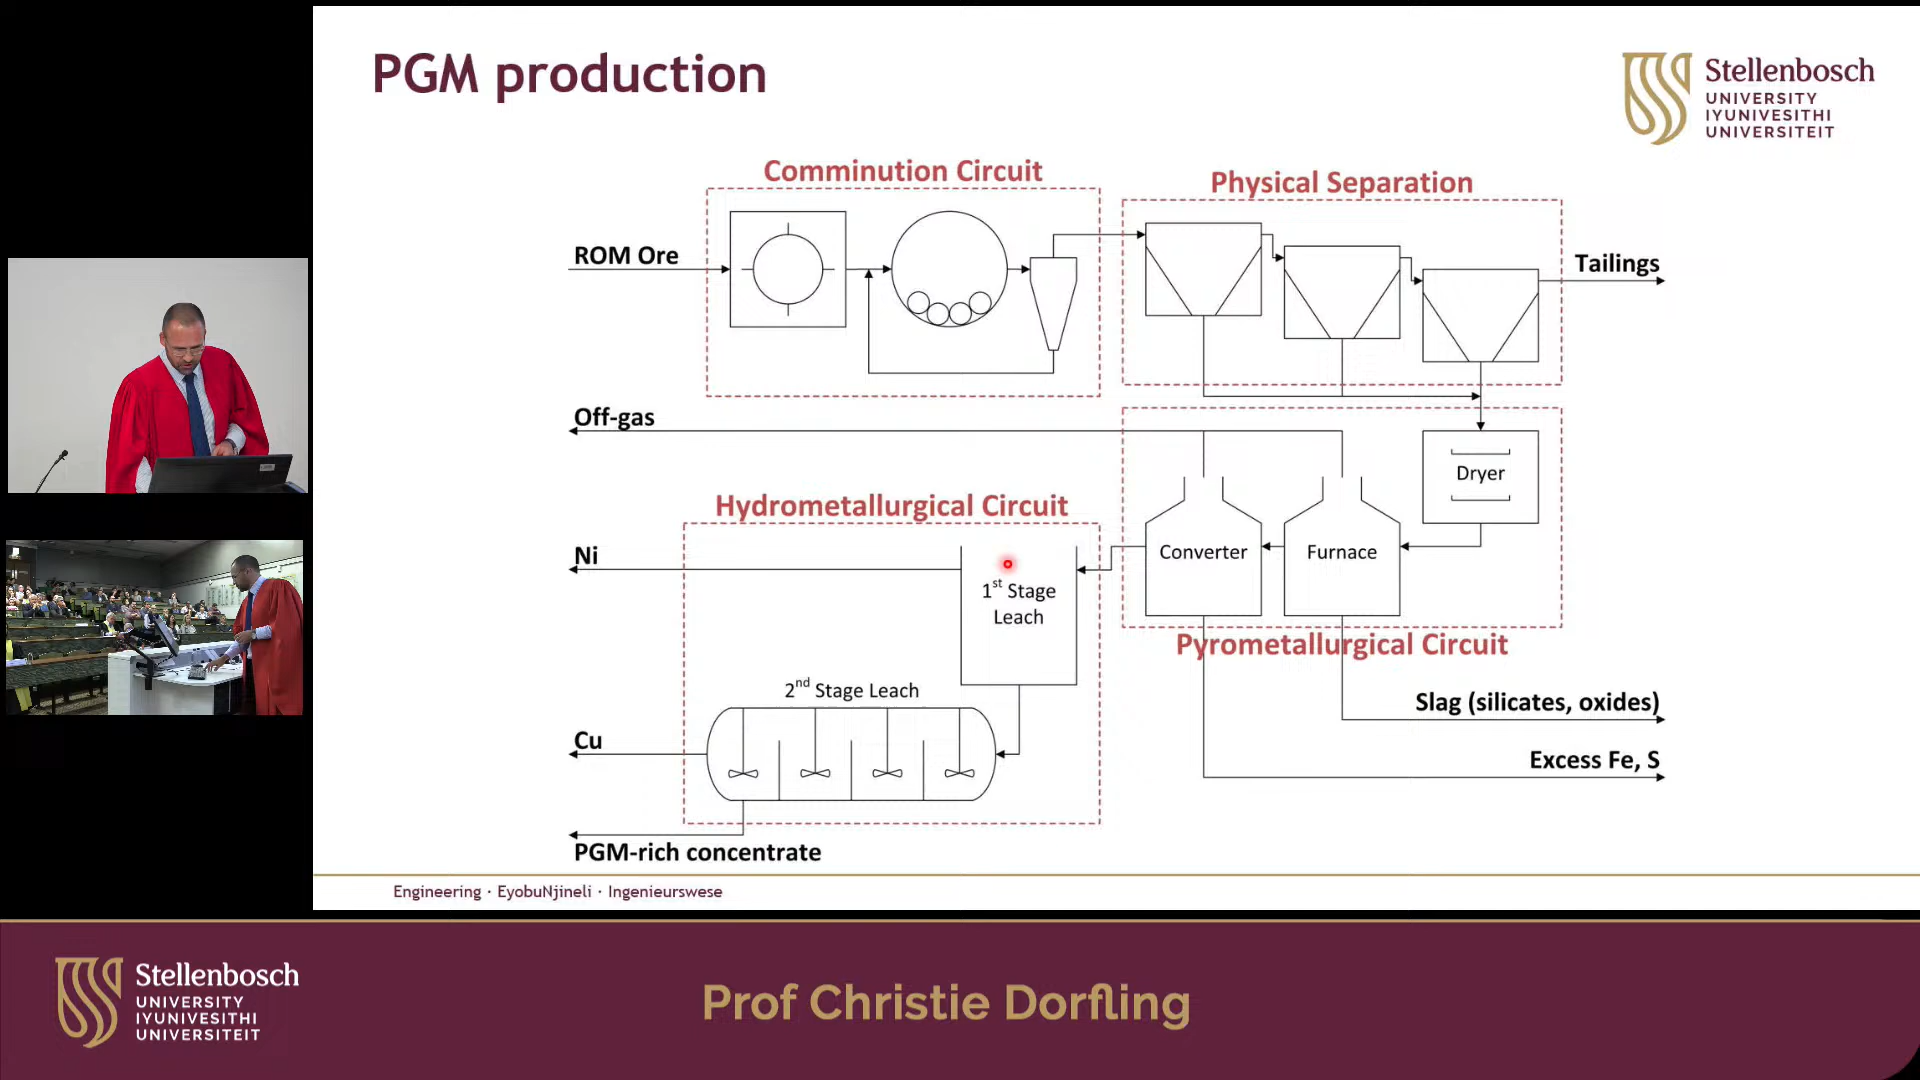 PGM production
Stellenbosch
UNIVERSITY
IYUNIVESITHI
UNIVERSITEIT
Comminution Circuit
Physical Separation
ROM Ore
Tailings
Off-gas
Dryer
Hydrometallurgical Circuit
Ni
Converter
Furnace
1st Stage
Leach
Pyrometallurgical Circuit
2nd Stage Leach
Slag (silicates, oxides)
Cu
Excess Fe, S
PGM-rich concentrate
Engineering · EyobuNjineli · Ingenieurswese
Stellenbosch
UNIVERSITY
IYUNIVESITHI
UNIVERSITEIT
Prof Christie Dorfling